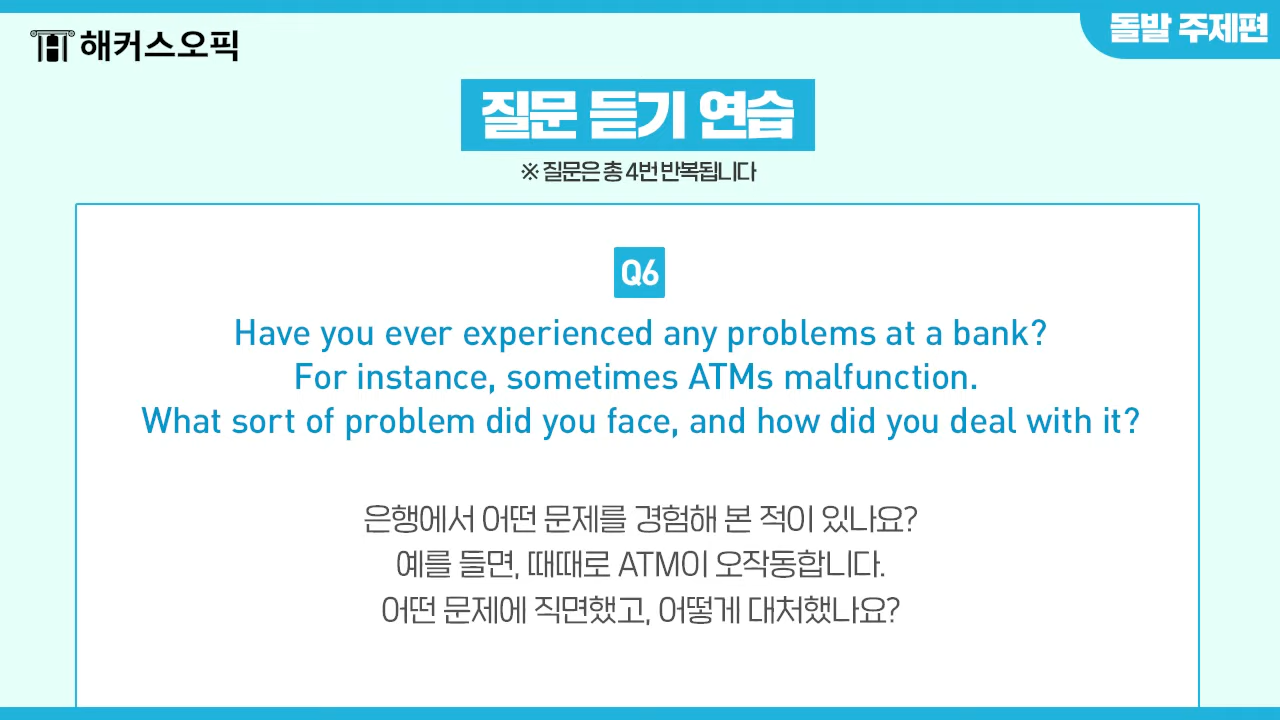 해커스오픽
돌발 주제편
질문 듣기 연습
※ 질문은 총 4번 반복됩니다
Q6
Have you ever experienced any problems at a bank?
For instance, sometimes ATMs malfunction.
What sort of problem did you face, and how did you deal with it?
은행에서 어떤 문제를 경험해 본 적이 있나요?
예를 들면, 때때로 ATM이 오작동합니다.
어떤 문제에 직면했고, 어떻게 대처했나요?